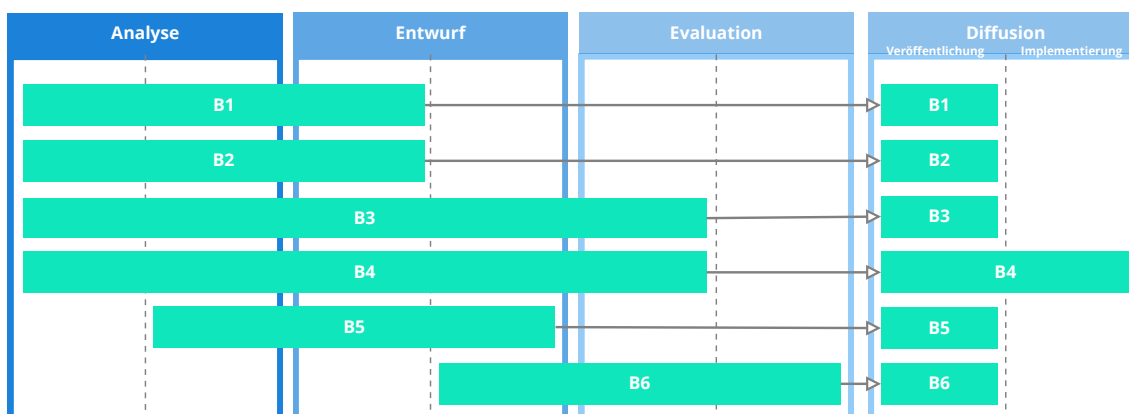 Analyse Entwurf Evaluation Diffusion
Veröffentlichung Implementierung
B1 B1
B2 B2
B3 B3
B4 B4
B5 B5
B6 B6